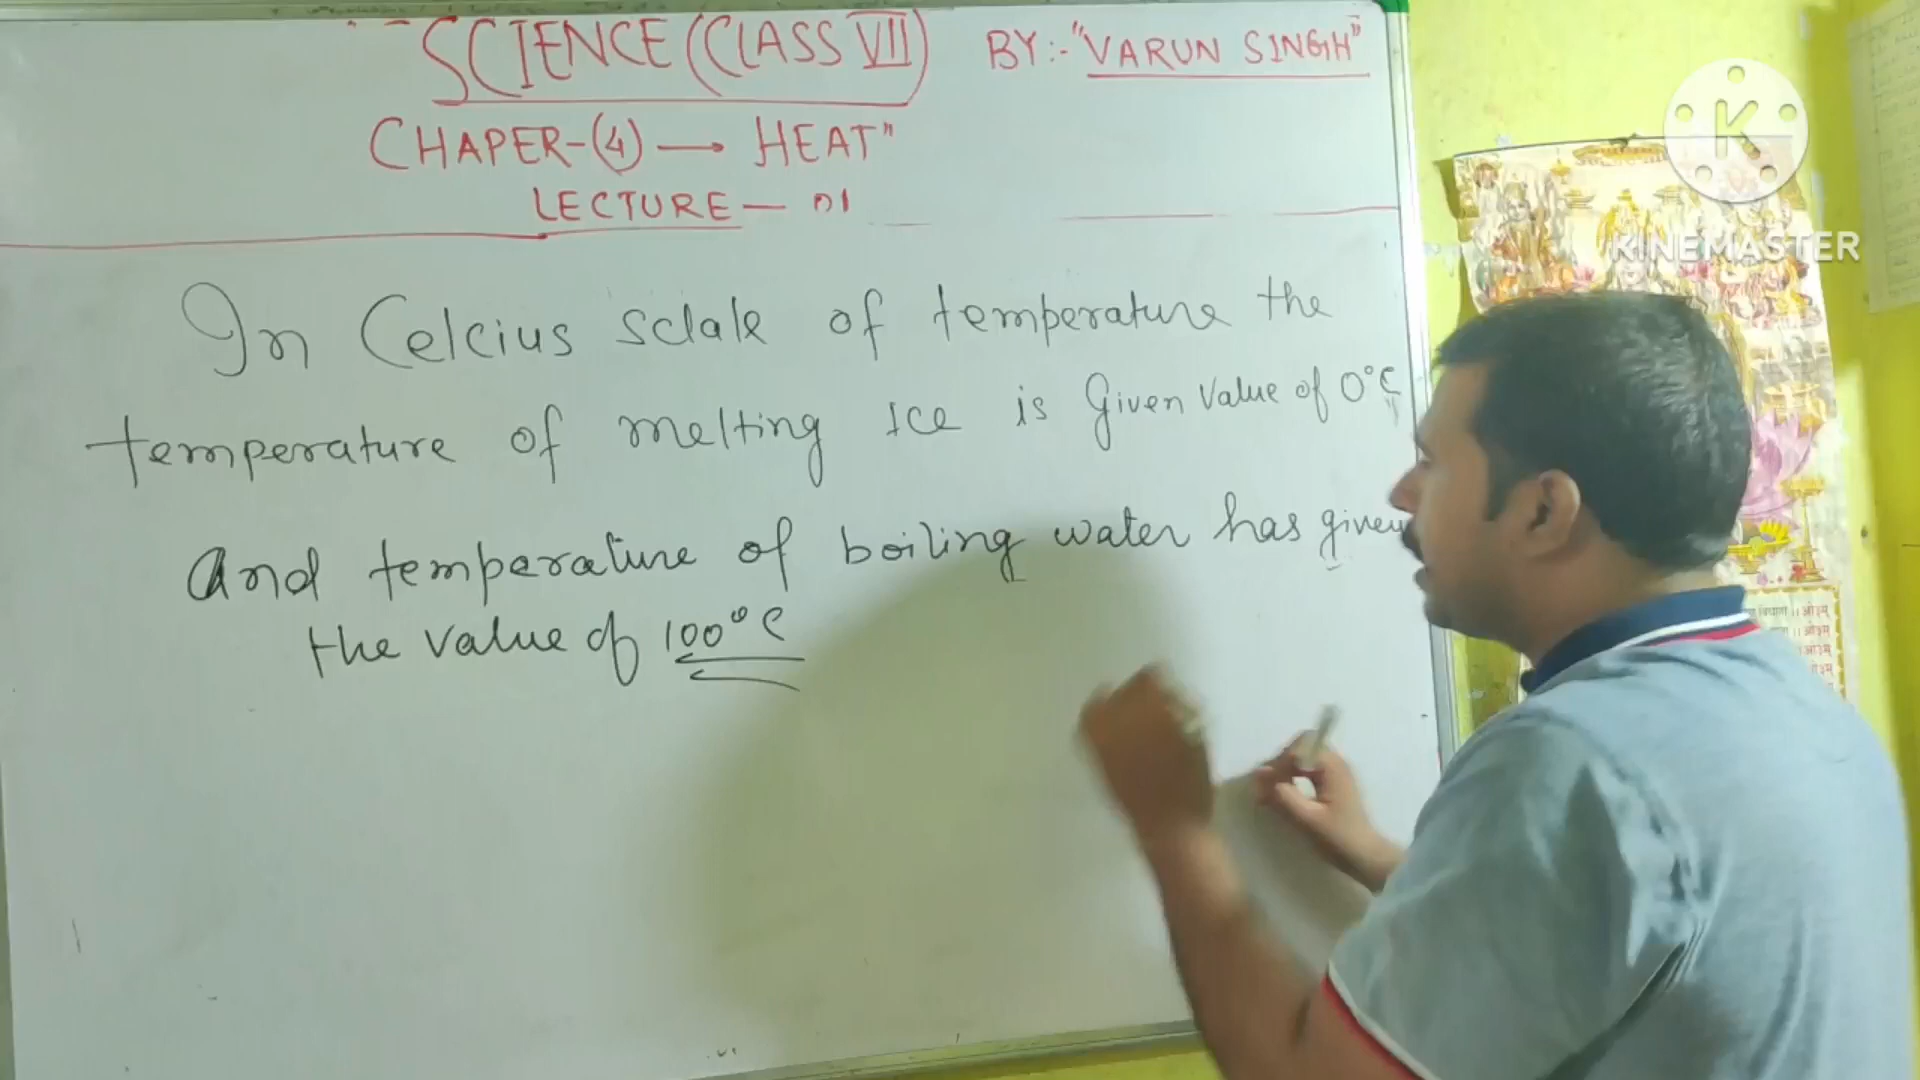 SCIENCE (CLASS VII) BY:- "VARUN SINGH"
CHAPER-(4) → HEAT"
LECTURE — 01
In Celcius sclale of temperature the
temperature of melting Ice is Given Value of 0°C
And temperature of boiling water has given
the value of 100°C
K
KINEMASTER